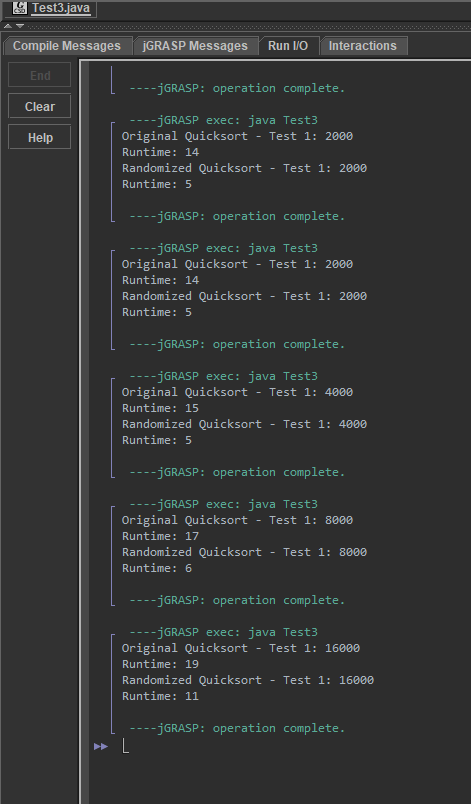 Test3.java
Compile Messages jGRASP Messages Run I/O Interactions
End
Clear
Help
----jGRASP: operation complete.
----jGRASP exec: java Test3
Original Quicksort - Test 1: 2000
Runtime: 14
Randomized Quicksort - Test 1: 2000
Runtime: 5
----jGRASP: operation complete.
----jGRASP exec: java Test3
Original Quicksort - Test 1: 2000
Runtime: 14
Randomized Quicksort - Test 1: 2000
Runtime: 5
----jGRASP: operation complete.
----jGRASP exec: java Test3
Original Quicksort - Test 1: 4000
Runtime: 15
Randomized Quicksort - Test 1: 4000
Runtime: 5
----jGRASP: operation complete.
----jGRASP exec: java Test3
Original Quicksort - Test 1: 8000
Runtime: 17
Randomized Quicksort - Test 1: 8000
Runtime: 6
----jGRASP: operation complete.
----jGRASP exec: java Test3
Original Quicksort - Test 1: 16000
Runtime: 19
Randomized Quicksort - Test 1: 16000
Runtime: 11
----jGRASP: operation complete.